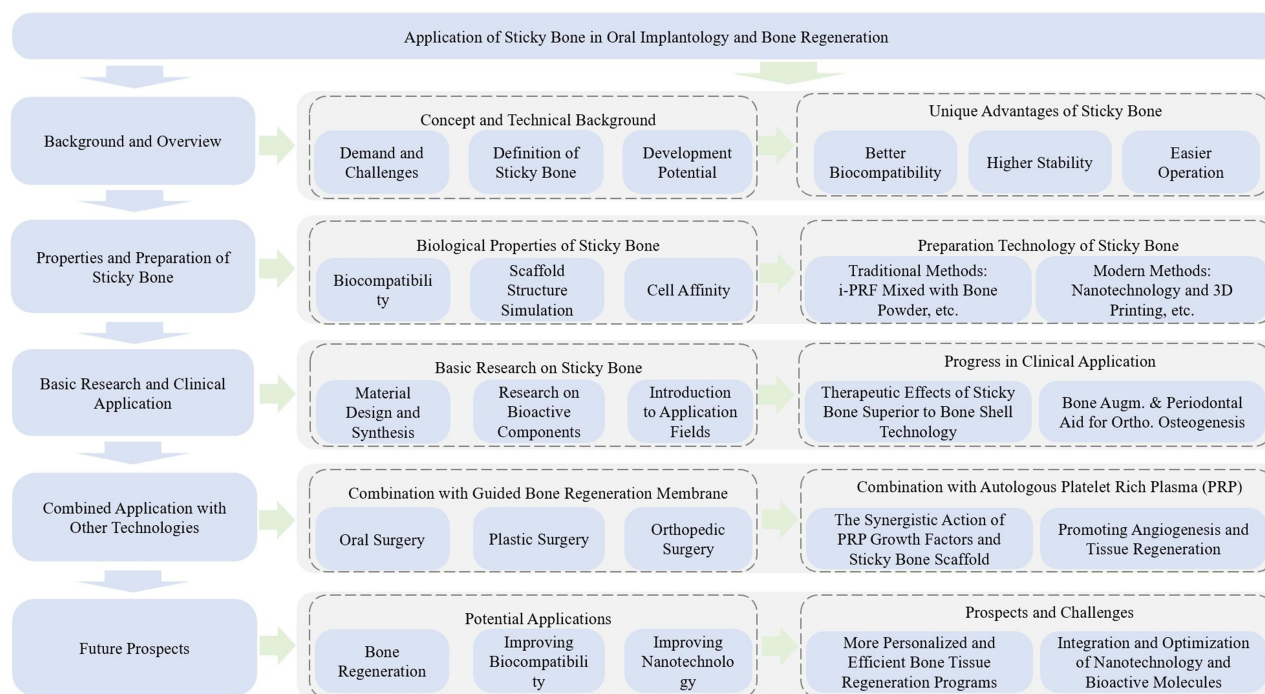 Application of Sticky Bone in Oral Implantology and Bone Regeneration
Background and Overview
Concept and Technical Background
Demand and
Challenges
Definition of
Sticky Bone
Development
Potential
Unique Advantages of Sticky Bone
Better
Biocompatibility
Higher Stability
Easier
Operation
Properties and Preparation of
Sticky Bone
Biological Properties of Sticky Bone
Biocompatibili
ty
Scaffold
Structure
Simulation
Cell Affinity
Preparation Technology of Sticky Bone
Traditional Methods:
i-PRF Mixed with Bone
Powder, etc.
Modern Methods:
Nanotechnology and 3D
Printing, etc.
Basic Research and Clinical
Application
Basic Research on Sticky Bone
Material
Design and
Synthesis
Research on
Bioactive
Components
Introduction
to Application
Fields
Progress in Clinical Application
Therapeutic Effects of Sticky
Bone Superior to Bone Shell
Technology
Bone Augm. & Periodontal
Aid for Ortho. Osteogenesis
Combined Application with
Other Technologies
Combination with Guided Bone Regeneration Membrane
Oral Surgery
Plastic Surgery
Orthopedic
Surgery
Combination with Autologous Platelet Rich Plasma (PRP)
The Synergistic Action of
PRP Growth Factors and
Sticky Bone Scaffold
Promoting Angiogenesis and
Tissue Regeneration
Future Prospects
Potential Applications
Bone
Regeneration
Improving
Biocompatibili
ty
Improving
Nanotechnolo
gy
Prospects and Challenges
More Personalized and
Efficient Bone Tissue
Regeneration Programs
Integration and Optimization
of Nanotechnology and
Bioactive Molecules